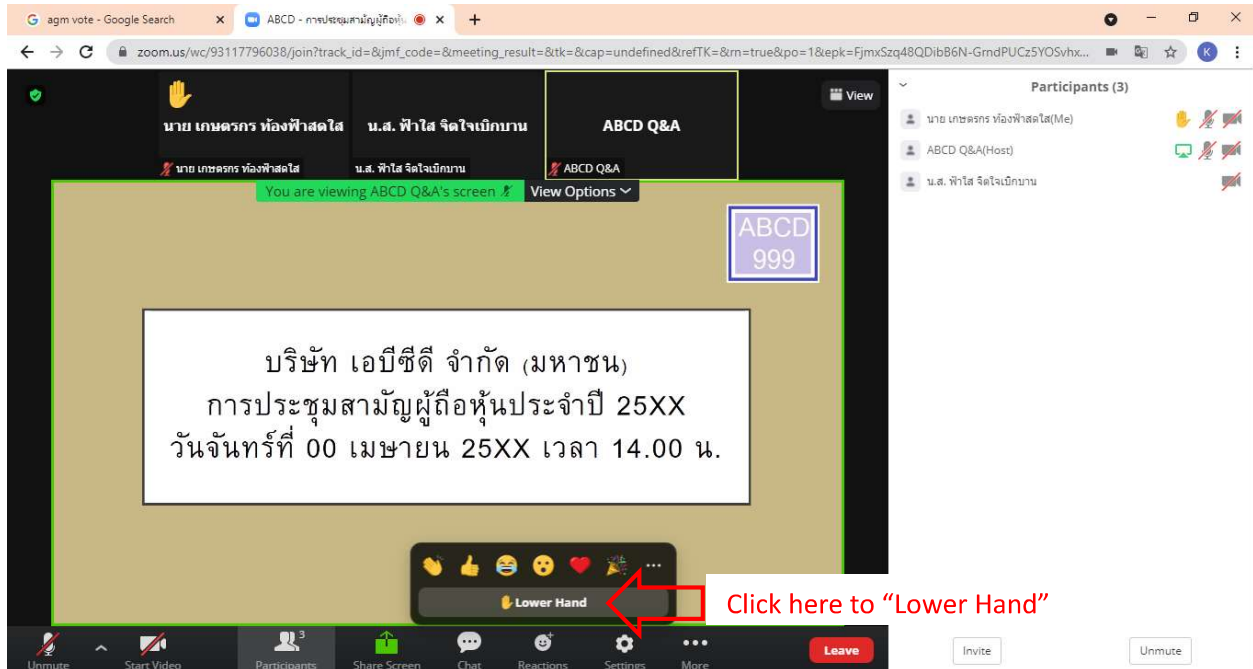 agm vote - Google Search
ABCD - การประชุมสามัญผู้ถือหุ้น
zoom.us/wc/93117796038/join?track_id=&jmf_code=&meeting_result=&tk=&cap=undefined&refTK=&rn=true&po=1&epk=FjmxSzq48QDibB6N-GrndPUCz5YOSvhx...
K
นาย เกษตรกร ท้องฟ้าสดใส
น.ส. ฟ้าใส จิตใจเบิกบาน
ABCD Q&A
View
นาย เกษตรกร ท้องฟ้าสดใส
น.ส. ฟ้าใส จิตใจเบิกบาน
ABCD Q&A
You are viewing ABCD Q&A's screen
View Options
Participants (3)
นาย เกษตรกร ท้องฟ้าสดใส(Me)
ABCD Q&A(Host)
น.ส. ฟ้าใส จิตใจเบิกบาน
ABCD
999
บริษัท เอบีซีดี จำกัด (มหาชน)
การประชุมสามัญผู้ถือหุ้นประจำปี 25XX
วันจันทร์ที่ 00 เมษายน 25XX เวลา 14.00 น.
Lower Hand
Click here to “Lower Hand”
Unmute
Start Video
Participants
3
Share Screen
Chat
Reactions
Settings
More
Leave
Invite
Unmute